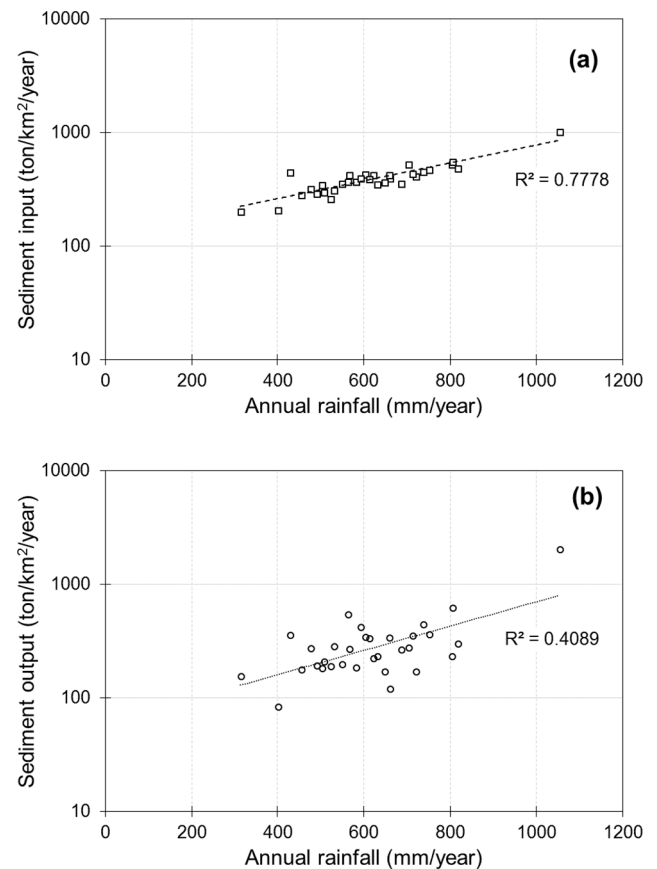 10000
1000
100
10
Sediment input (ton/km²/year)
(a)
R² = 0.7778
0 200 400 600 800 1000 1200
Annual rainfall (mm/year)
10000
1000
100
10
Sediment output (ton/km²/year)
(b)
R² = 0.4089
0 200 400 600 800 1000 1200
Annual rainfall (mm/year)